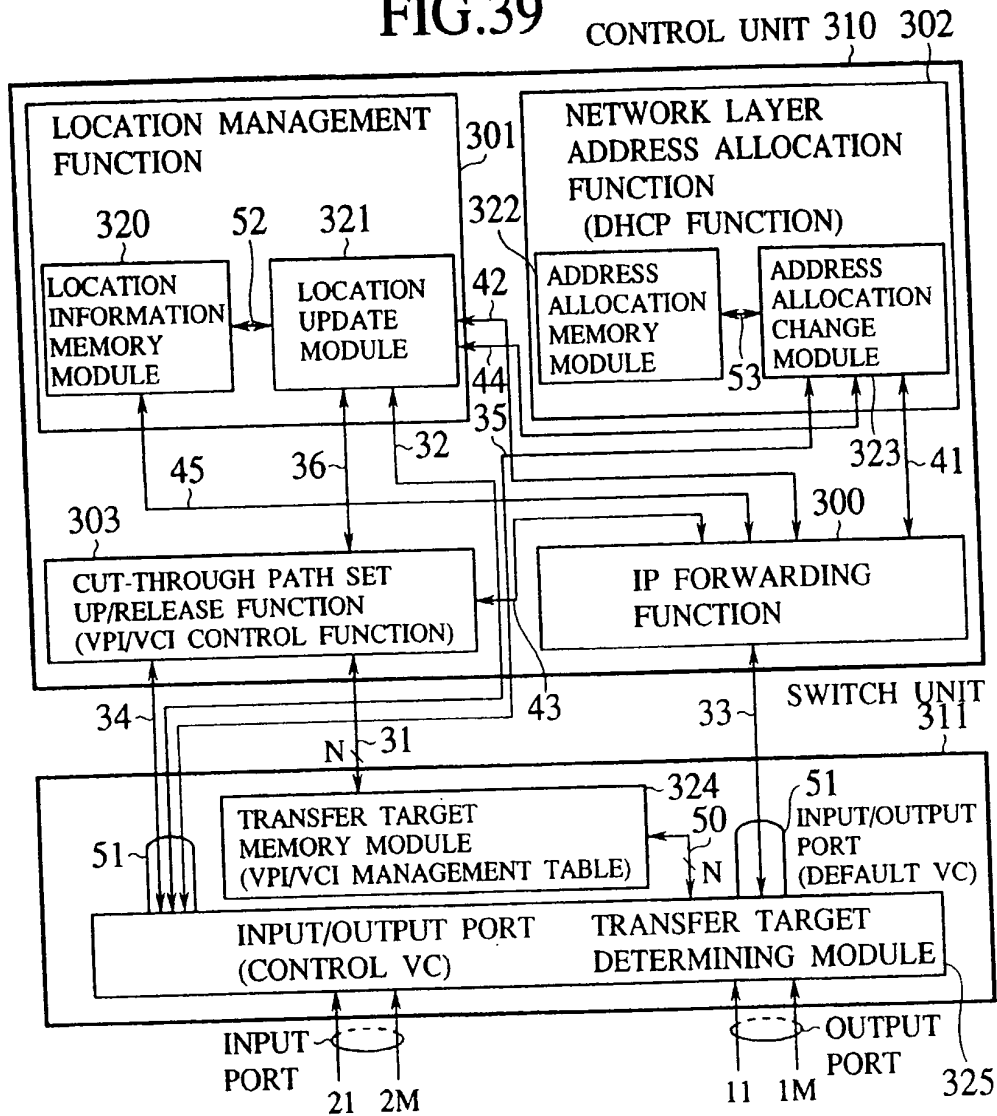 FIG.39
CONTROL UNIT 310 302
LOCATION MANAGEMENT
FUNCTION
301
NETWORK LAYER
ADDRESS ALLOCATION
FUNCTION
(DHCP FUNCTION)
320 52 321
322
LOCATION
INFORMATION
MEMORY
MODULE
LOCATION
UPDATE
MODULE
42
44
ADDRESS
ALLOCATION
MEMORY
MODULE
53
ADDRESS
ALLOCATION
CHANGE
MODULE
35
45 36 32
323 41
303
300
CUT-THROUGH PATH SET
UP/RELEASE FUNCTION
(VPI/VCI CONTROL FUNCTION)
IP FORWARDING
FUNCTION
34 N 31
43 33
SWITCH UNIT
311
324
51
TRANSFER TARGET
MEMORY MODULE
(VPI/VCI MANAGEMENT TABLE)
50
N
51
INPUT/OUTPUT
PORT
(DEFAULT VC)
INPUT/OUTPUT PORT
(CONTROL VC)
TRANSFER TARGET
DETERMINING MODULE
INPUT
PORT
OUTPUT
PORT
21 2M 11 1M 325